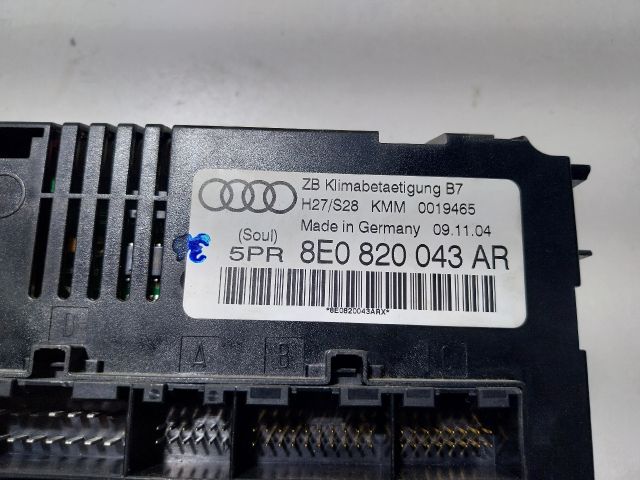 ZB Klimabetaetigung B7
H27/S28 KMM 0019465
Made in Germany 09.11.04
(Soul)
5PR 8E0 820 043 AR
*8E0820043ARX*
D A B C